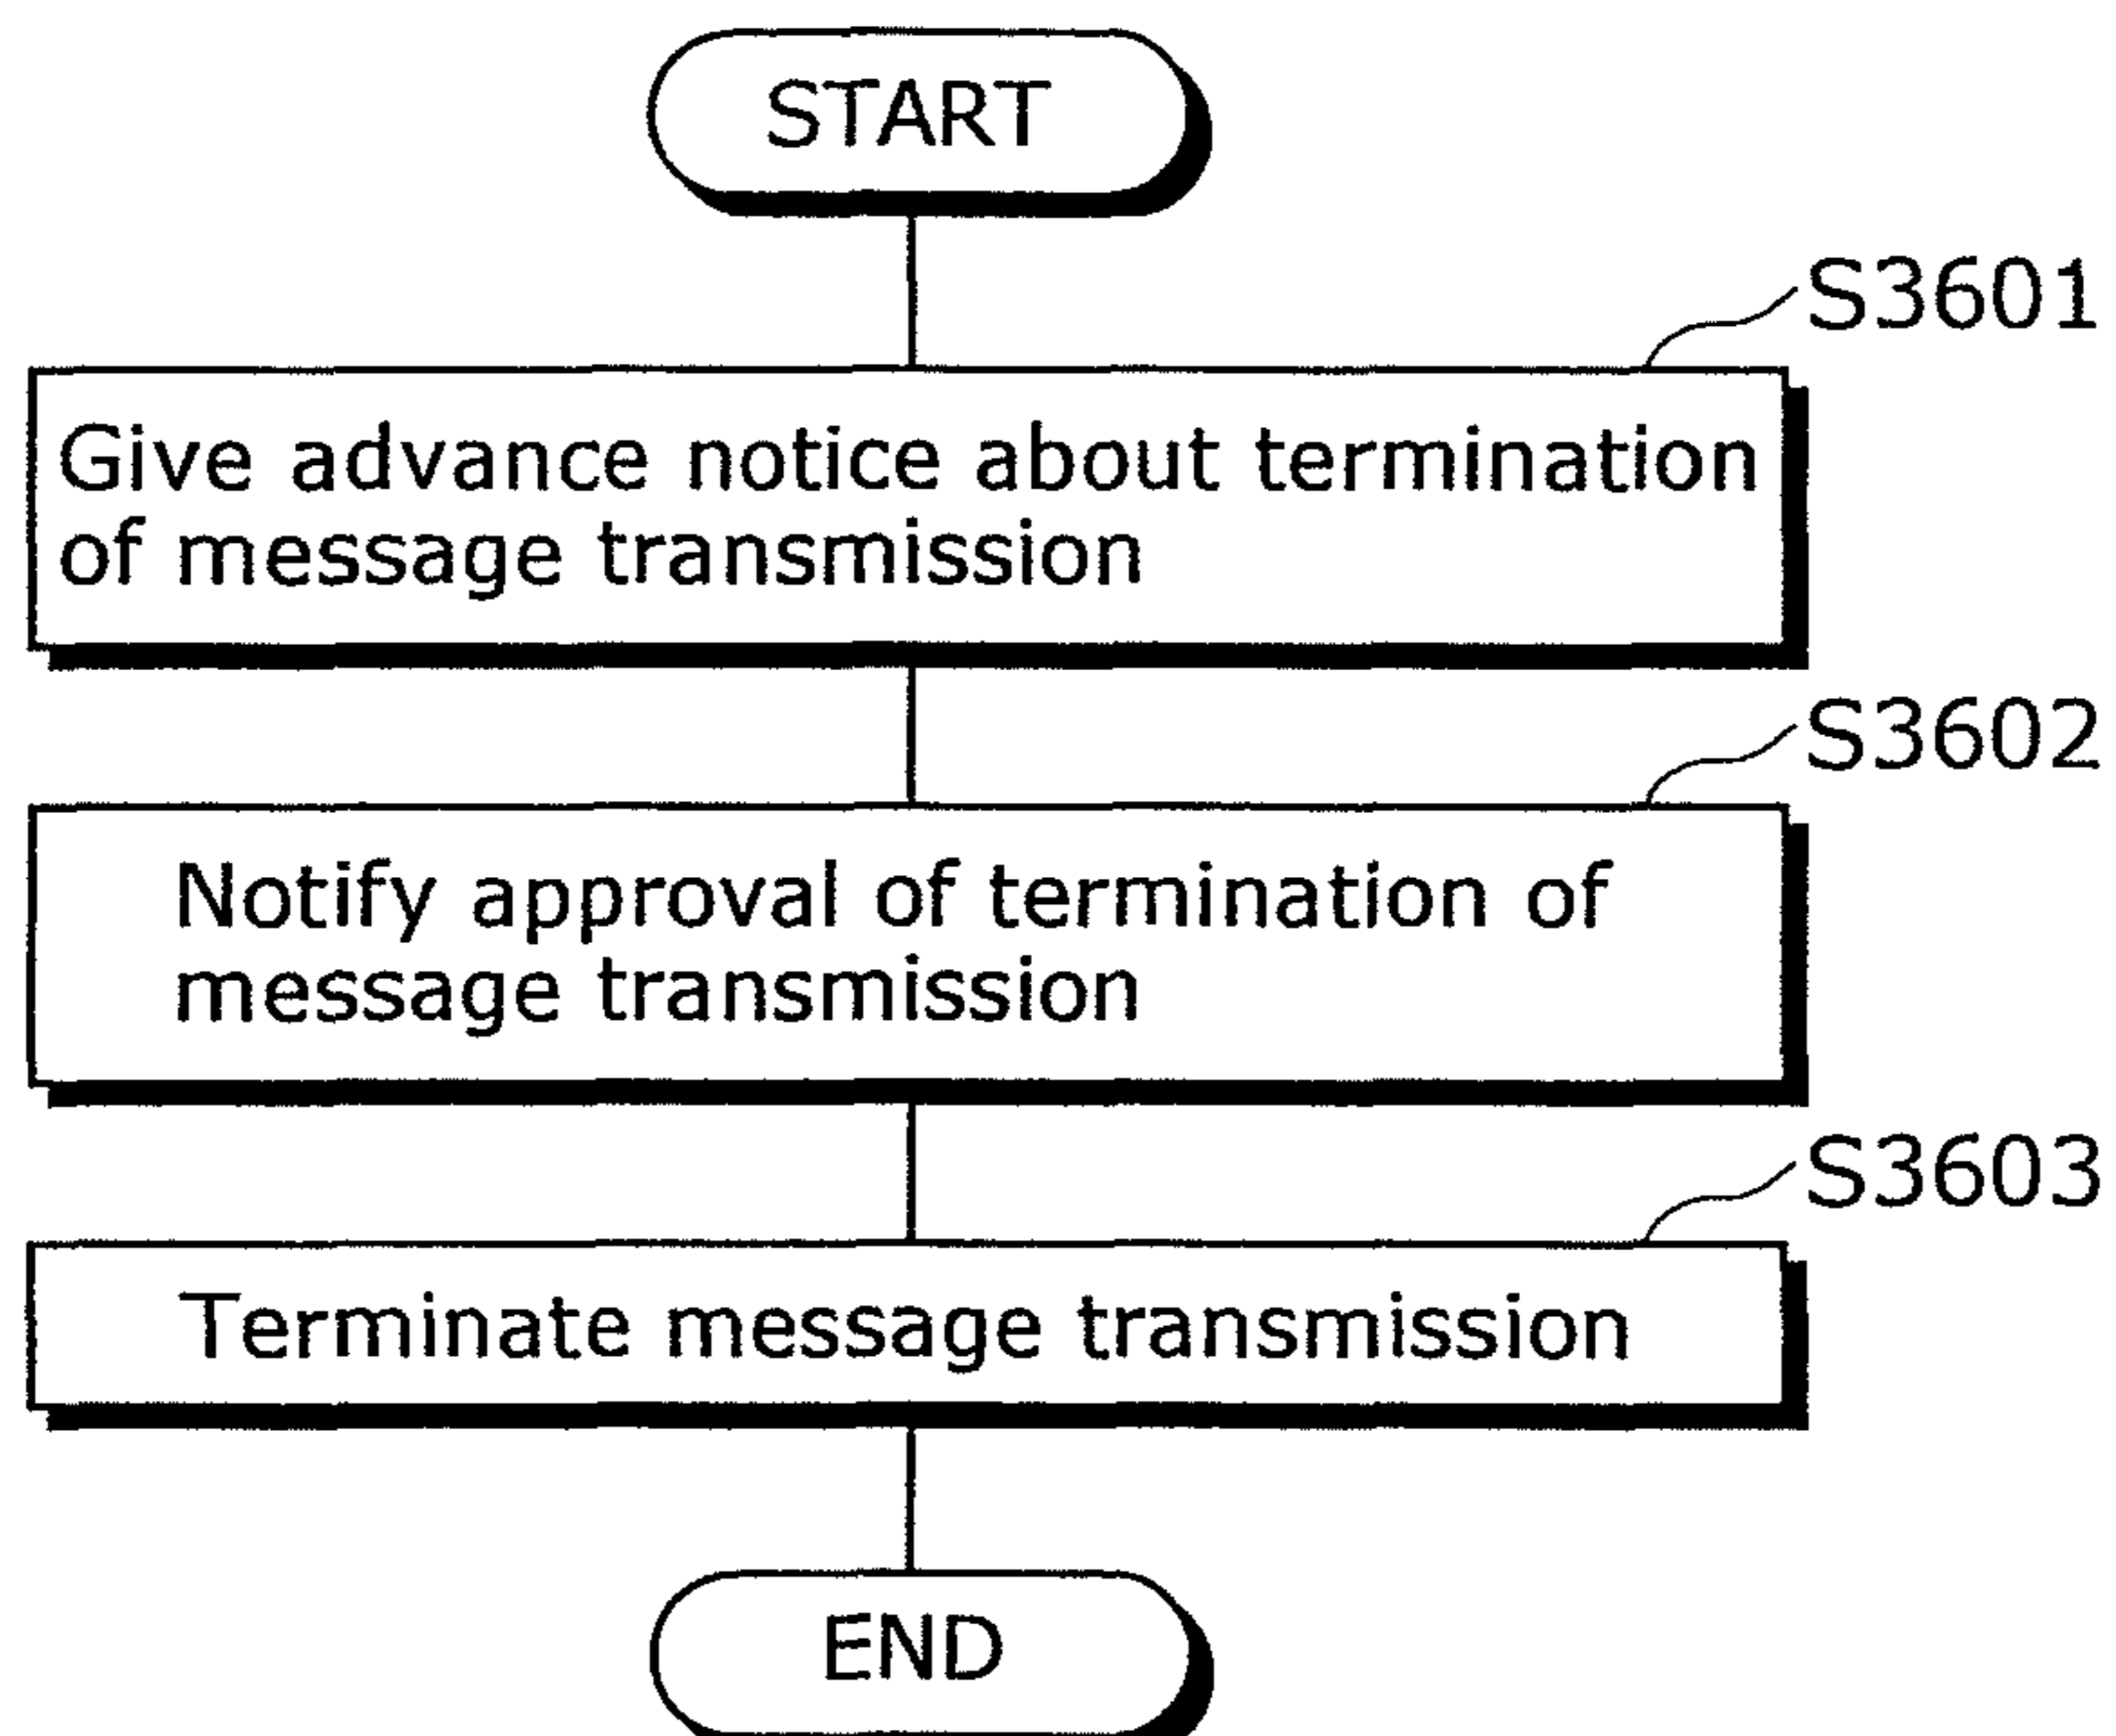 START
S3601
Give advance notice about termination
of message transmission
S3602
Notify approval of termination of
message transmission
S3603
Terminate message transmission
END